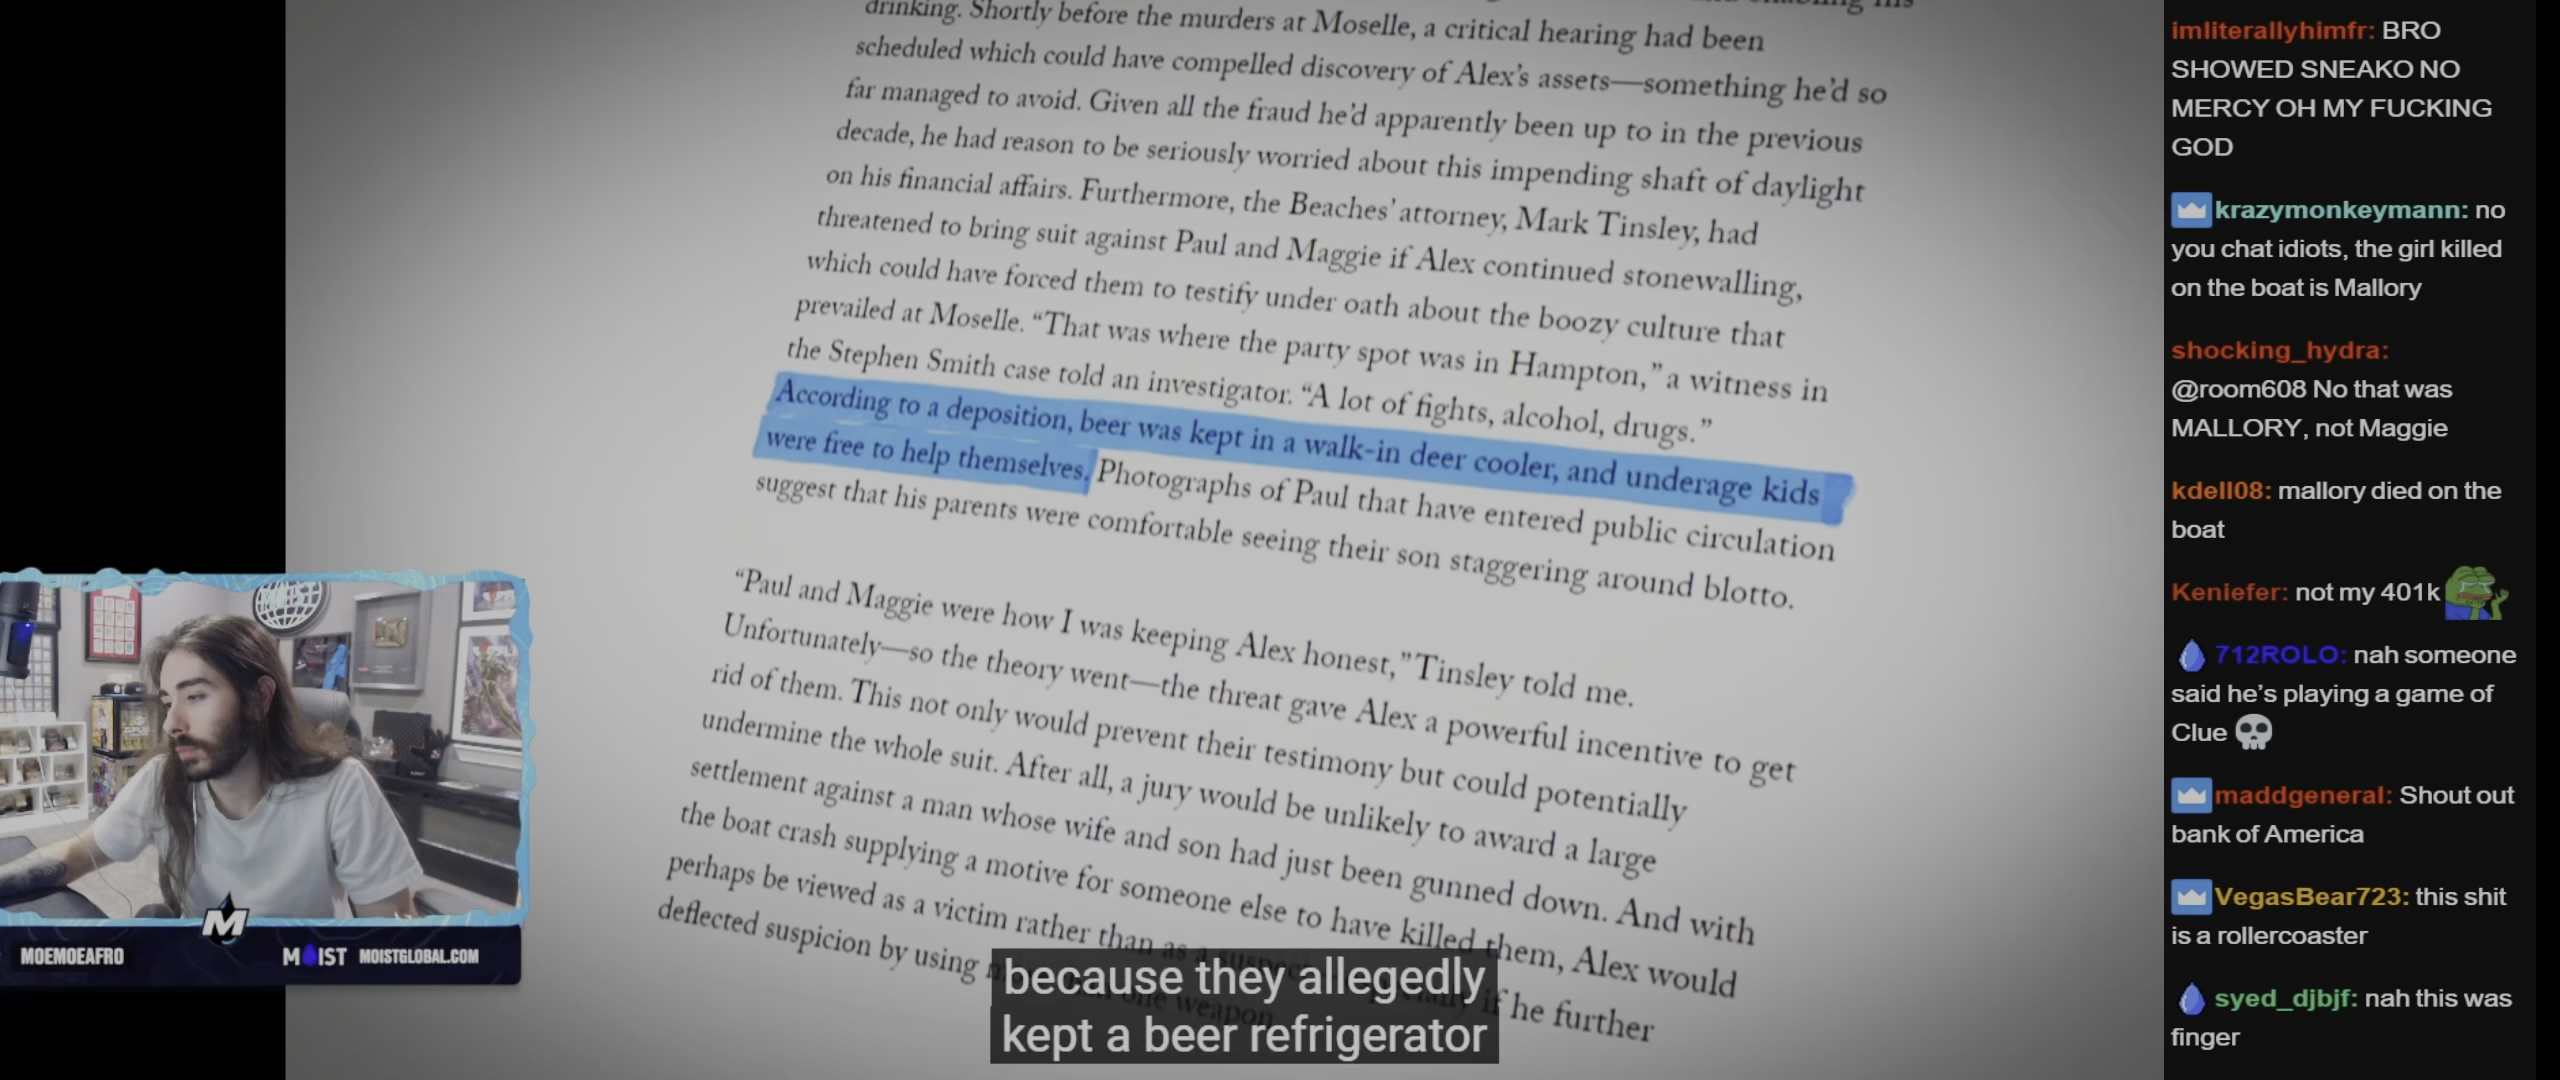 drinking. Shortly before the murders at Moselle, a critical hearing had been
scheduled which could have compelled discovery of Alex's assets—something he'd so
far managed to avoid. Given all the fraud he'd apparently been up to in the previous
decade, he had reason to be seriously worried about this impending shaft of daylight
on his financial affairs. Furthermore, the Beaches' attorney, Mark Tinsley, had
threatened to bring suit against Paul and Maggie if Alex continued stonewalling,
which could have forced them to testify under oath about the boozy culture that
prevailed at Moselle. “That was where the party spot was in Hampton,” a witness in
the Stephen Smith case told an investigator. “A lot of fights, alcohol, drugs.”
According to a deposition, beer was kept in a walk-in deer cooler, and underage kids
were free to help themselves. Photographs of Paul that have entered public circulation
suggest that his parents were comfortable seeing their son staggering around blotto.
“Paul and Maggie were how I was keeping Alex honest,” Tinsley told me.
Unfortunately—so the theory went—the threat gave Alex a powerful incentive to get
rid of them. This not only would prevent their testimony but could potentially
undermine the whole suit. After all, a jury would be unlikely to award a large
settlement against a man whose wife and son had just been gunned down. And with
the boat crash supplying a motive for someone else to have killed them, Alex would
perhaps be viewed as a victim rather than as a suspect if he further
deflected suspicion by using one weapon
because they allegedly
kept a beer refrigerator
MOIST
M
MOEMOEAFRO
M IST MOISTGLOBAL.COM
imliterallyhimfr: BRO
SHOWED SNEAKO NO
MERCY OH MY FUCKING
GOD
krazymonkeymann: no
you chat idiots, the girl killed
on the boat is Mallory
shocking_hydra:
@room608 No that was
MALLORY, not Maggie
kdell08: mallory died on the
boat
Keniefer: not my 401k
712ROLO: nah someone
said he's playing a game of
Clue
maddgeneral: Shout out
bank of America
VegasBear723: this shit
is a rollercoaster
syed_djbjf: nah this was
finger